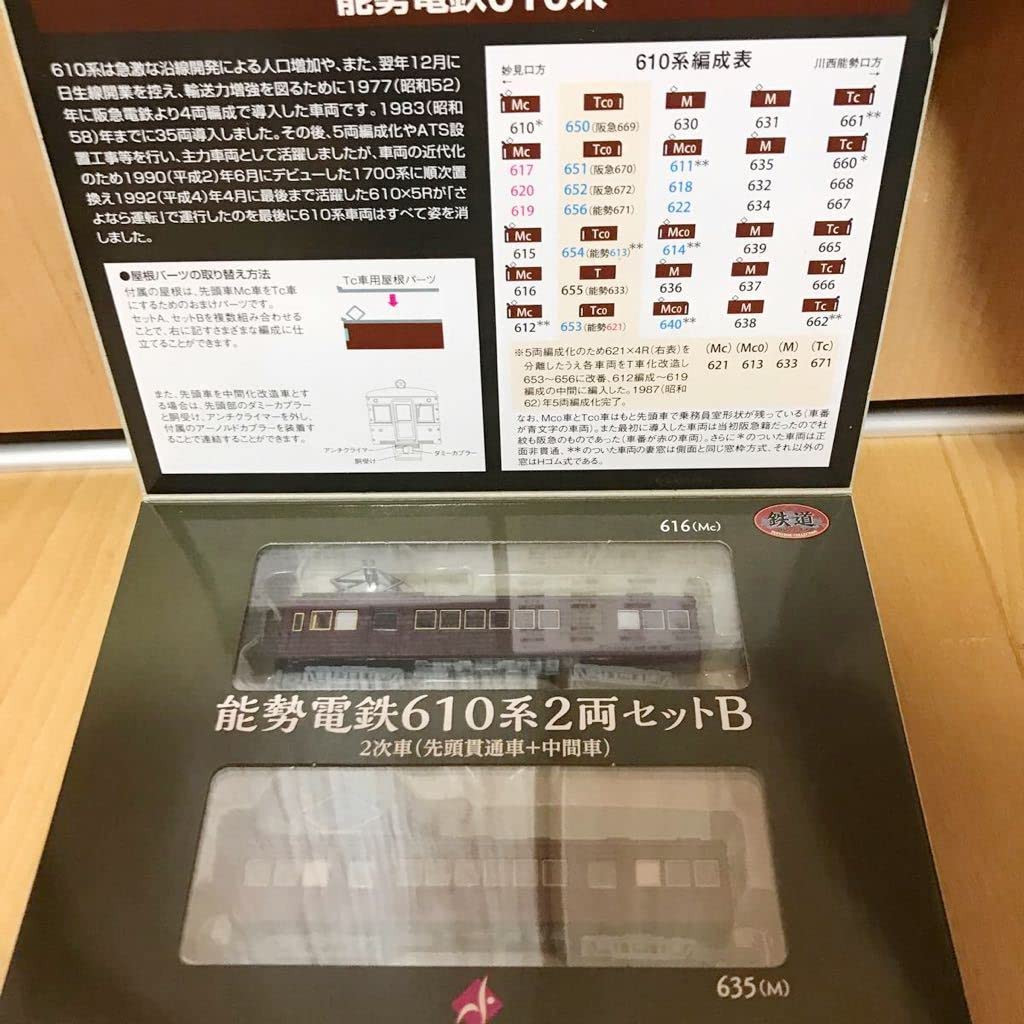 能勢電鉄610系
610系は急激な沿線開発による人口増加や、また、翌年12月に
日生線開業を控え、輸送力増強を図るために1977(昭和52)
年に阪急電鉄より4両編成で導入した車両です。1983(昭和
58)年までに35両導入しました。その後、5両編成化やATS設
置工事等を行い、主力車両として活躍しましたが、車両の近代化
のため1990(平成2)年6月にデビューした1700系に順次置
換え1992(平成4)年4月に最後まで活躍した610×5Rが「さ
よなら運転」で運行したのを最後に610系車両はすべて姿を消
しました。
●屋根パーツの取り替え方法
付属の屋根は、先頭車Mc車をTc車
にするためのおまけパーツです。
セットA、セットBを複数組み合わせる
ことで、右に記すさまざまな編成に仕
立てることができます。
Tc車用屋根パーツ
また、先頭車を中間化改造車とす
る場合は、先頭部のダミーカプラー
と胴受け、アンチクライマーを外し、
付属のアーノルドカプラーを装着す
ることで連結することができます。
アンチクライマー
胴受け
ダミーカプラー
610系編成表
妙見口方 ←
川西能勢口方 →
Mc Tco M M Tc
610* 650(阪急669) 630 631 661**
Mc Tco Mco M Tc
617 651(阪急670) 611** 635 660*
620 652(阪急672) 618 632 668
619 656(能勢671) 622 634 667
Mc Tco Mco M Tc
615 654(能勢613)** 614** 639 665
Mc T M M Tc
616 655(能勢633) 636 637 666
Mc Tco Mco M Tc
612** 653(能勢621) 640** 638 662**
※5両編成化のため621×4R(右表)を
分離したうえ各車両をT車化改造し
653〜656に改番、612編成〜619
編成の中間に編入した。1987(昭和
62)年5両編成化完了。
(Mc) (Mc0) (M) (Tc)
621 613 633 671
なお、Mco車とTco車はもと先頭車で乗務員室形状が残っている(車番
が青文字の車両)。また最初に導入した車両は当初阪急籍だったので社
紋も阪急のものであった(車番が赤の車両)。さらに*のついた車両は正
面非貫通、**のついた車両の妻窓は側面と同じ窓枠方式、それ以外の
窓はHゴム式である。
616(Mc)
鉄道
能勢電鉄610系2両セットB
2次車(先頭貫通車+中間車)
635(M)